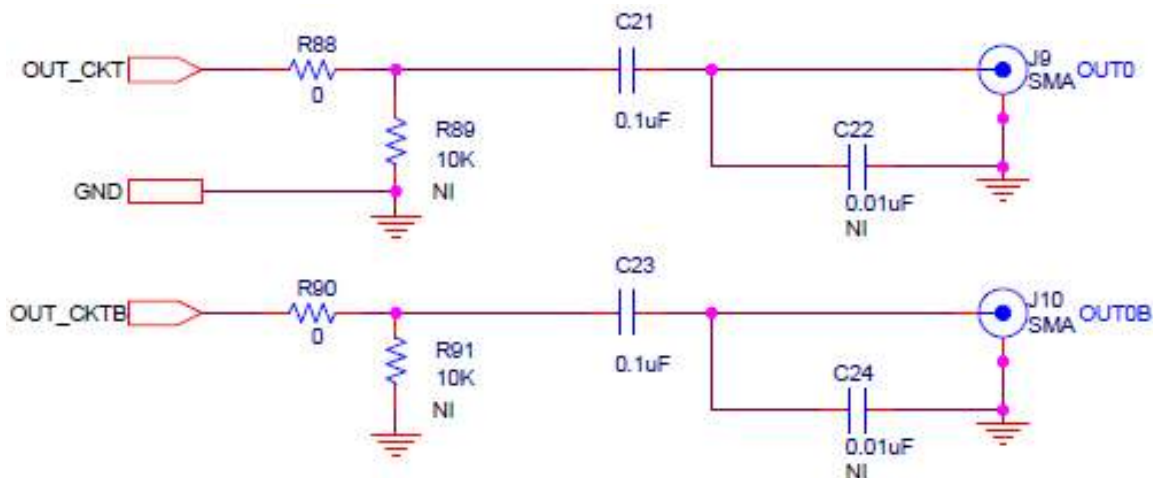 C21
R88
OUT_CKT
0
J9 OUT0
SMA
0.1uF
R89
10K
NI
C22
GND
0.01uF
NI
C23
R90
OUT_CKTB
0
J10
SMA OUT0B
0.1uF
R91
10K
NI
C24
0.01uF
NI